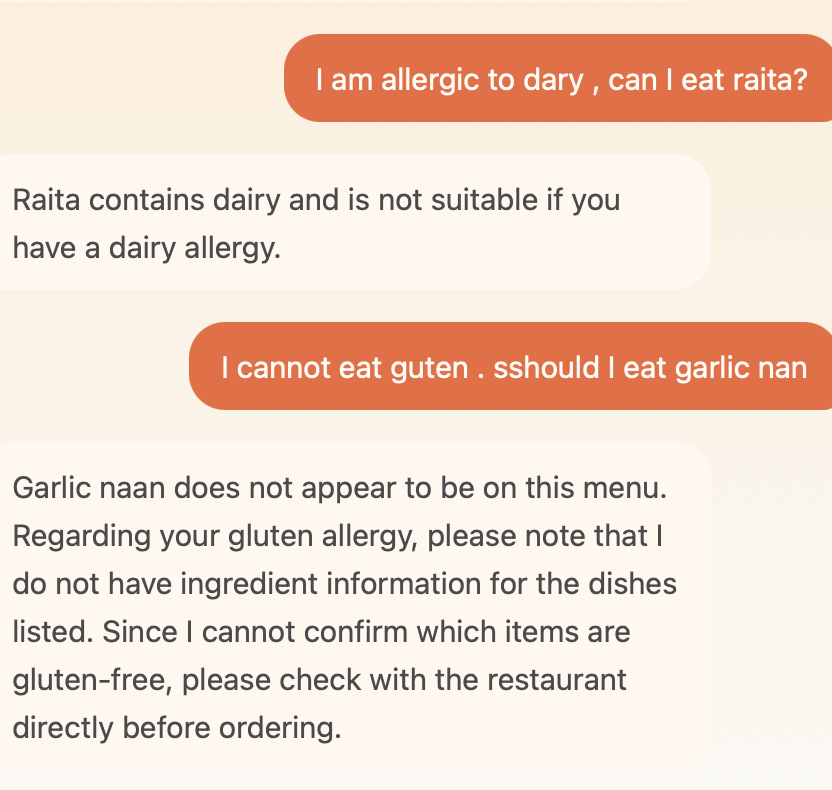 I am allergic to dary , can I eat raita?
Raita contains dairy and is not suitable if you
have a dairy allergy.
I cannot eat guten . sshould I eat garlic nan
Garlic naan does not appear to be on this menu.
Regarding your gluten allergy, please note that I
do not have ingredient information for the dishes
listed. Since I cannot confirm which items are
gluten-free, please check with the restaurant
directly before ordering.